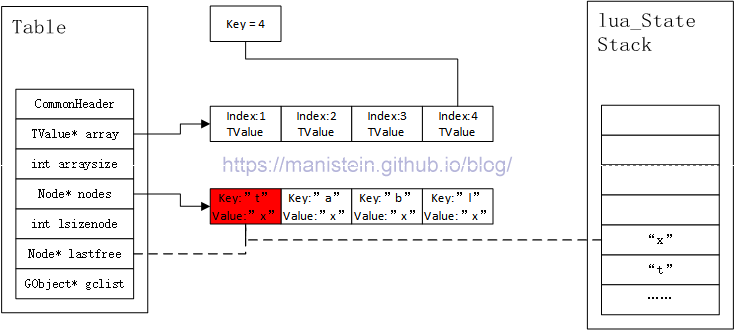 Table
CommonHeader
TValue* array
int arraysize
Node* nodes
int lsizenode
Node* lastfree
GObject* gclist
Key = 4
Index:1
TValue
Index:2
TValue
Index:3
TValue
Index:4
TValue
https://manistein.github.io/blog/
Key:”t”
Value:”x”
Key:”a”
Value:”x”
Key:”b”
Value:”x”
Key:”l”
Value:”x”
lua_State
Stack
“x”
“t”
……